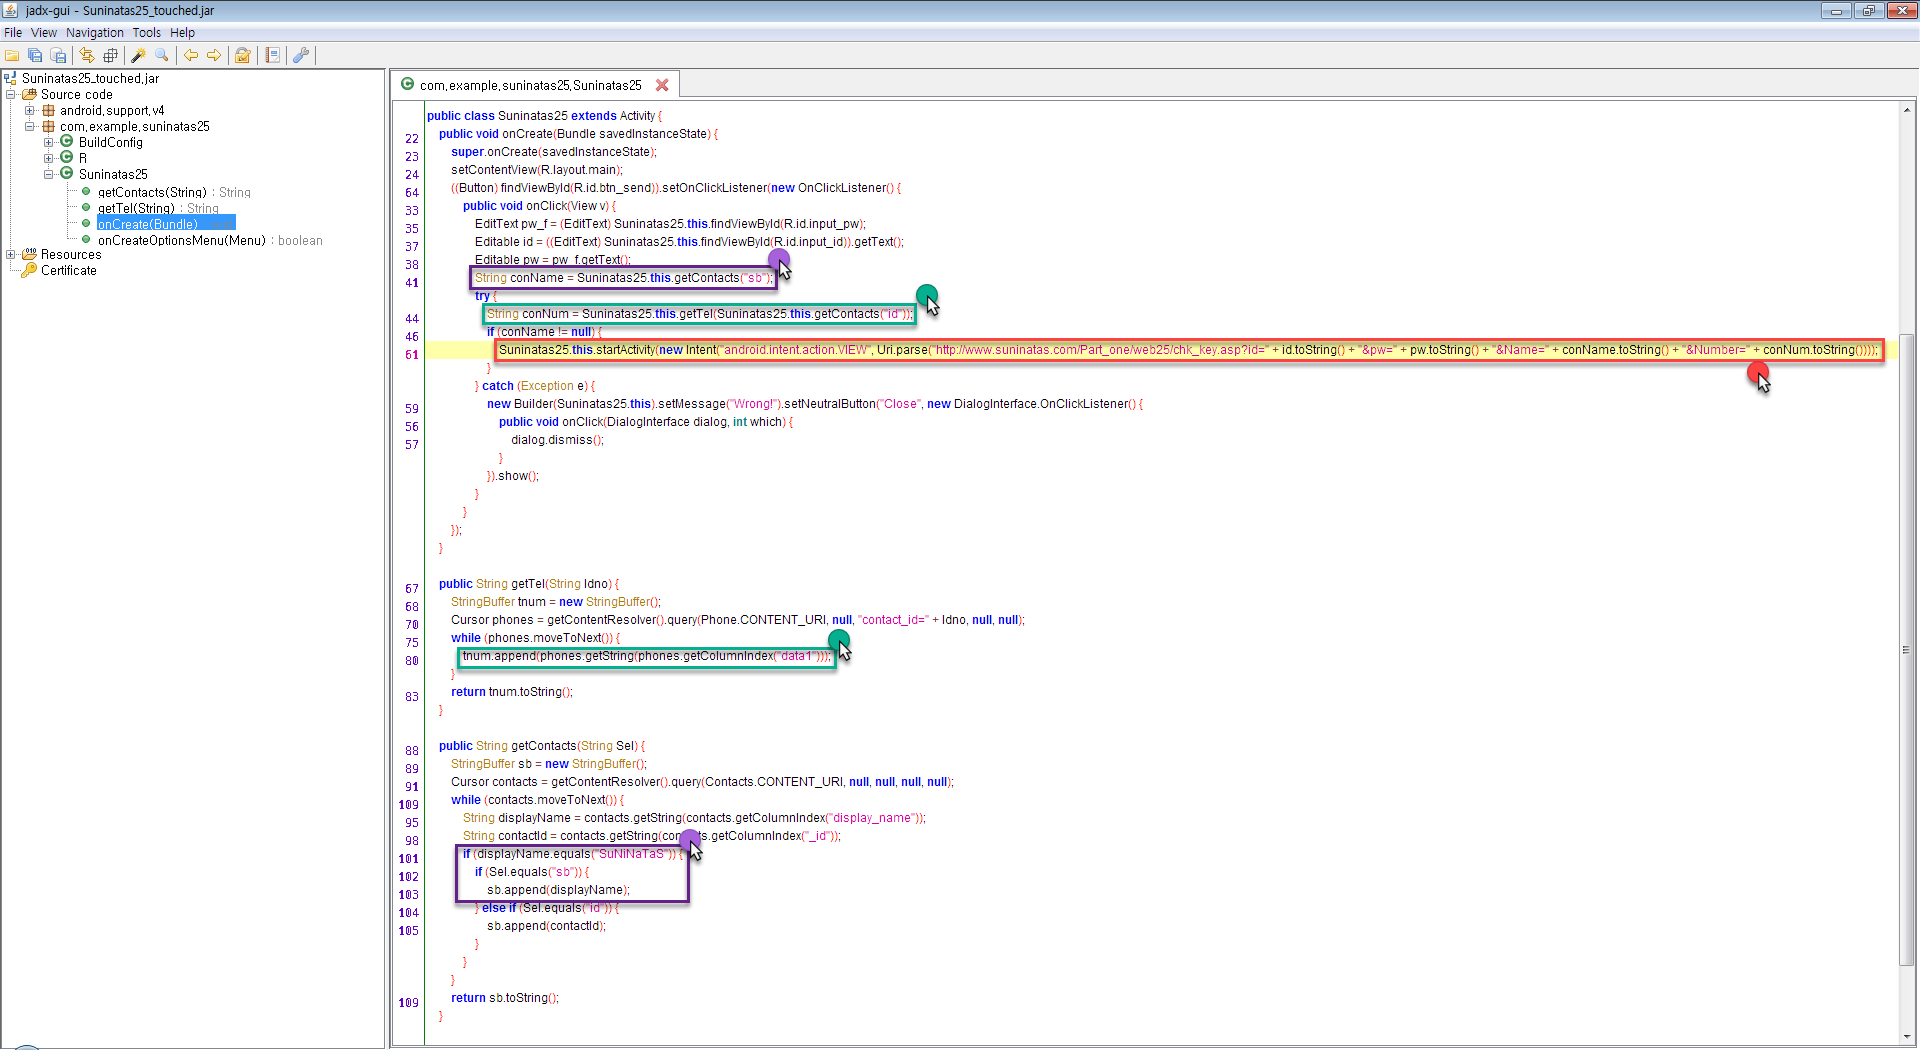 jadx-gui - Suninatas25_touched.jar
File View Navigation Tools Help
Suninatas25_touched.jar
Source code
android.support.v4
com.example.suninatas25
BuildConfig
R
Suninatas25
getContacts(String) : String
getTel(String) : String
onCreate(Bundle)
onCreateOptionsMenu(Menu) : boolean
Resources
Certificate
com.example.suninatas25.Suninatas25
public class Suninatas25 extends Activity {
22 public void onCreate(Bundle savedInstanceState) {
23 super.onCreate(savedInstanceState);
24 setContentView(R.layout.main);
64 ((Button) findViewById(R.id.btn_send)).setOnClickListener(new OnClickListener() {
33 public void onClick(View v) {
35 EditText pw_f = (EditText) Suninatas25.this.findViewById(R.id.input_pw);
37 Editable id = ((EditText) Suninatas25.this.findViewById(R.id.input_id)).getText();
38 Editable pw = pw_f.getText();
41 String conName = Suninatas25.this.getContacts("sb");
try {
44 String conNum = Suninatas25.this.getTel(Suninatas25.this.getContacts("id"));
46 if (conName != null) {
61 Suninatas25.this.startActivity(new Intent("android.intent.action.VIEW", Uri.parse("http://www.suninatas.com/Part_one/web25/chk_key.asp?id=" + id.toString() + "&pw=" + pw.toString() + "&Name=" + conName.toString() + "&Number=" + conNum.toString())));
}
} catch (Exception e) {
59 new Builder(Suninatas25.this).setMessage("Wrong!").setNeutralButton("Close", new DialogInterface.OnClickListener() {
56 public void onClick(DialogInterface dialog, int which) {
57 dialog.dismiss();
}
}).show();
}
}
});
}
67 public String getTel(String Idno) {
68 StringBuffer tnum = new StringBuffer();
70 Cursor phones = getContentResolver().query(Phone.CONTENT_URI, null, "contact_id=" + Idno, null, null);
75 while (phones.moveToNext()) {
80 tnum.append(phones.getString(phones.getColumnIndex("data1")));
}
83 return tnum.toString();
}
88 public String getContacts(String Sel) {
89 StringBuffer sb = new StringBuffer();
91 Cursor contacts = getContentResolver().query(Contacts.CONTENT_URI, null, null, null, null);
109 while (contacts.moveToNext()) {
95 String displayName = contacts.getString(contacts.getColumnIndex("display_name"));
98 String contactId = contacts.getString(contacts.getColumnIndex("_id"));
101 if (displayName.equals("SuNiNaTaS")) {
102 if (Sel.equals("sb")) {
103 sb.append(displayName);
104 } else if (Sel.equals("id")) {
105 sb.append(contactId);
}
}
}
109 return sb.toString();
}